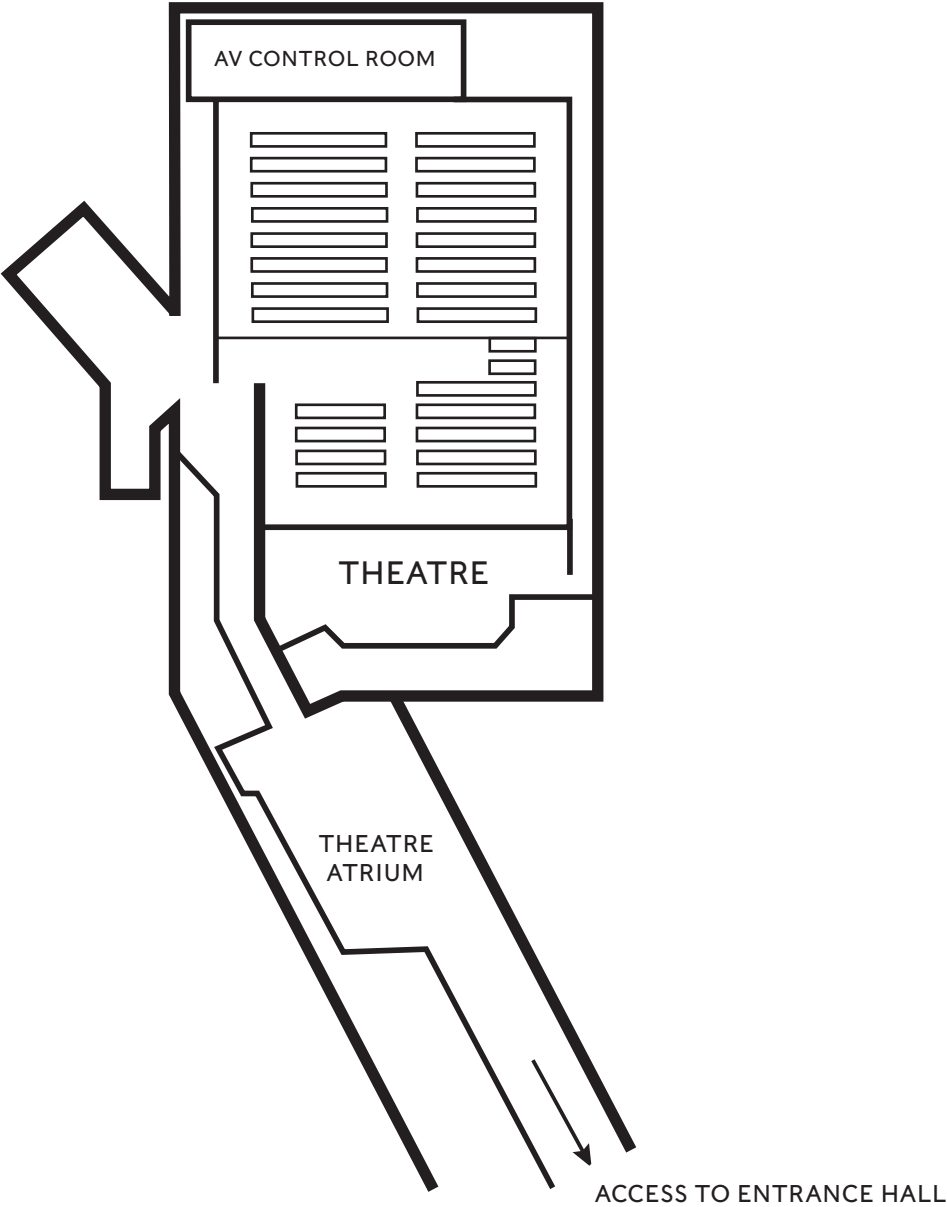 AV CONTROL ROOM
THEATRE
THEATRE
ATRIUM
ACCESS TO ENTRANCE HALL